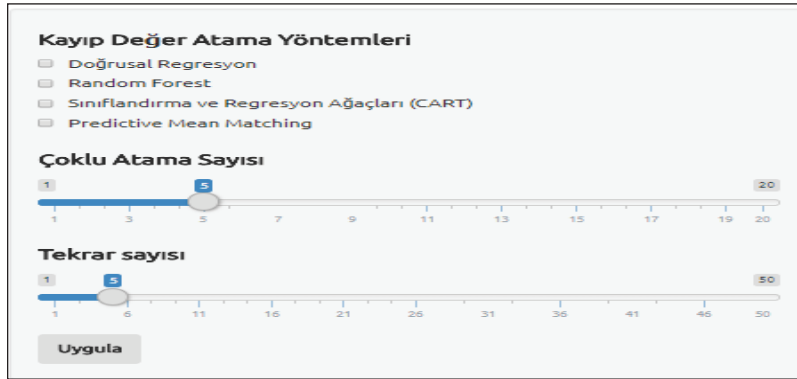 Kayıp Değer Atama Yöntemleri
Doğrusal Regresyon
Random Forest
Sınıflandırma ve Regresyon Ağaçları (CART)
Predictive Mean Matching
Çoklu Atama Sayısı
1 5 20
1 3 5 7 9 11 13 15 17 19 20
Tekrar sayısı
1 5 50
1 6 11 16 21 26 31 36 41 46 50
Uygula